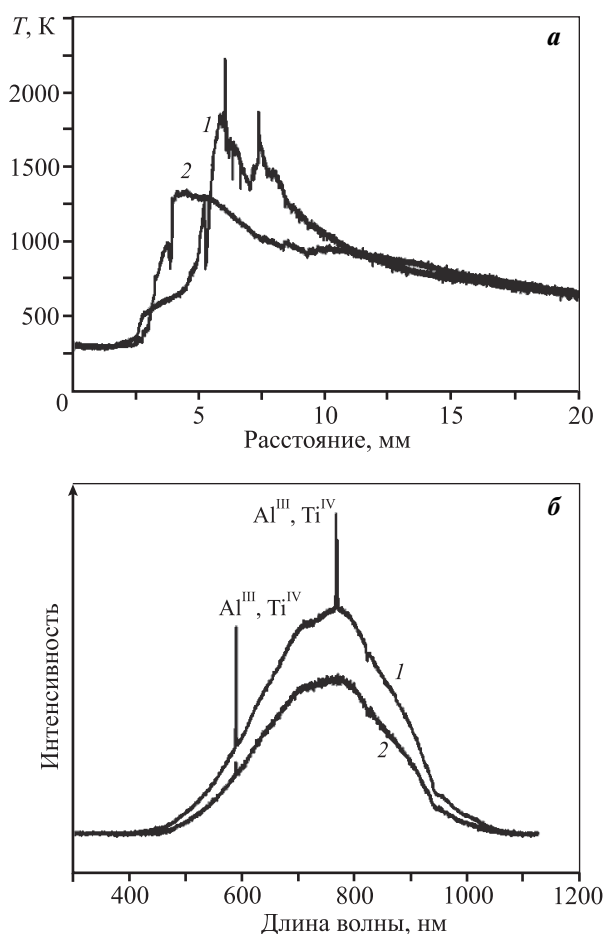 T, К
а
2000
1
1500
2
1000
500
0
5
10
15
20
Расстояние, мм
б
Al^III, Ti^IV
Al^III, Ti^IV
Интенсивность
1
2
400
600
800
1000
1200
Длина волны, нм